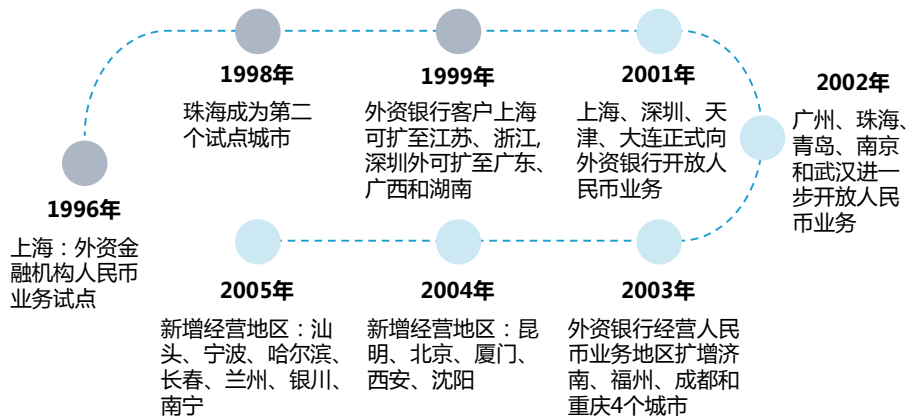 1996年
上海：外资金
融机构人民币
业务试点
1998年
珠海成为第二
个试点城市
1999年
外资银行客户上海
可扩至江苏、浙江,
深圳外可扩至广东、
广西和湖南
2001年
上海、深圳、天
津、大连正式向
外资银行开放人
民币业务
2002年
广州、珠海、
青岛、南京
和武汉进一
步开放人民
币业务
2003年
外资银行经营人民
币业务地区扩增济
南、福州、成都和
重庆4个城市
2004年
新增经营地区：昆
明、北京、厦门、
西安、沈阳
2005年
新增经营地区：汕
头、宁波、哈尔滨、
长春、兰州、银川、
南宁